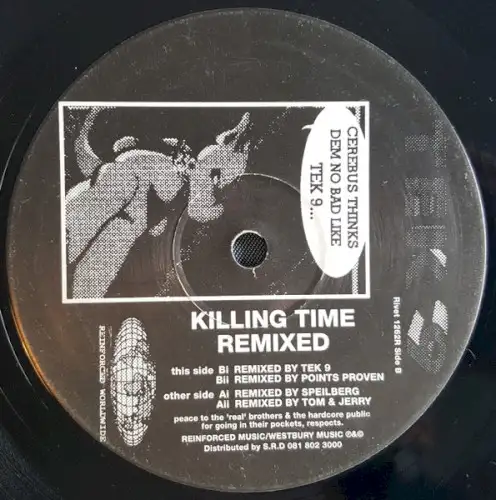 CEREBUS THINKS
DEM NO BAD LIKE
TEK 9...
TEK 9
KILLING TIME
REMIXED
Rivet 1262R Side B
this side Bi REMIXED BY TEK 9
Bii REMIXED BY POINTS PROVEN
other side Ai REMIXED BY SPEILBERG
Aii REMIXED BY TOM & JERRY
peace to the 'real' brothers & the hardcore public
for going in their pockets, respects.
REINFORCED MUSIC/WESTBURY MUSIC ℗&©
Distributed by S.R.D 081 802 3000
REINFORCED WORLDWIDE